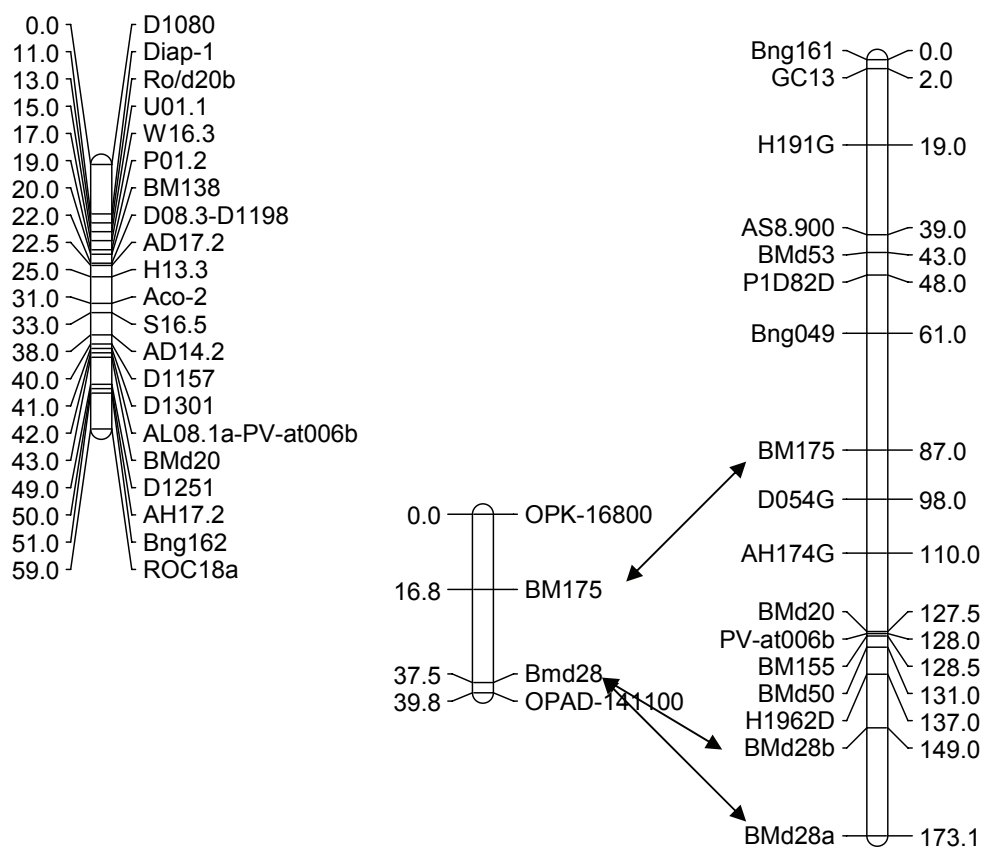 0.0 D1080
11.0 Diap-1
13.0 Ro/d20b
15.0 U01.1
17.0 W16.3
19.0 P01.2
20.0 BM138
22.0 D08.3-D1198
22.5 AD17.2
25.0 H13.3
31.0 Aco-2
33.0 S16.5
38.0 AD14.2
40.0 D1157
41.0 D1301
42.0 AL08.1a-PV-at006b
43.0 BMd20
49.0 D1251
50.0 AH17.2
51.0 Bng162
59.0 ROC18a
0.0 OPK-16800
16.8 BM175
37.5 Bmd28
39.8 OPAD-141100
Bng161 0.0
GC13 2.0
H191G 19.0
AS8.900 39.0
BMd53 43.0
P1D82D 48.0
Bng049 61.0
BM175 87.0
D054G 98.0
AH174G 110.0
BMd20 127.5
PV-at006b 128.0
BM155 128.5
BMd50 131.0
H1962D 137.0
BMd28b 149.0
BMd28a 173.1